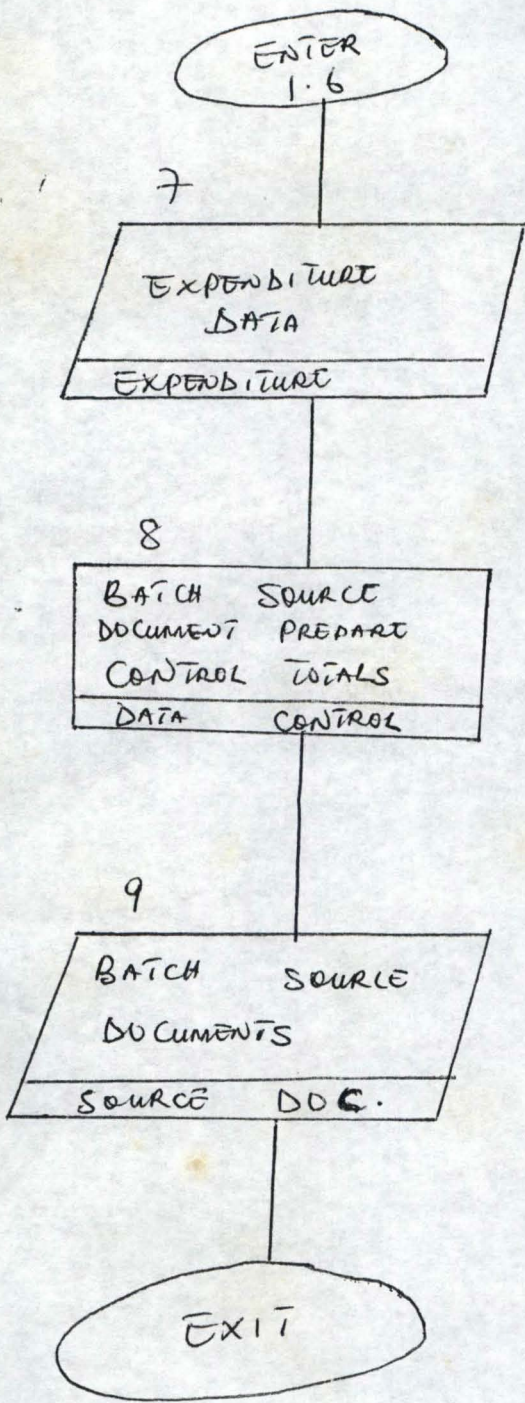 ENTER
1.6
7
EXPENDITURE
DATA
EXPENDITURE
8
BATCH SOURCE
DOCUMENT PREPARE
CONTROL TOTALS
DATA CONTROL
9
BATCH SOURCE
DOCUMENTS
SOURCE DOC.
EXIT